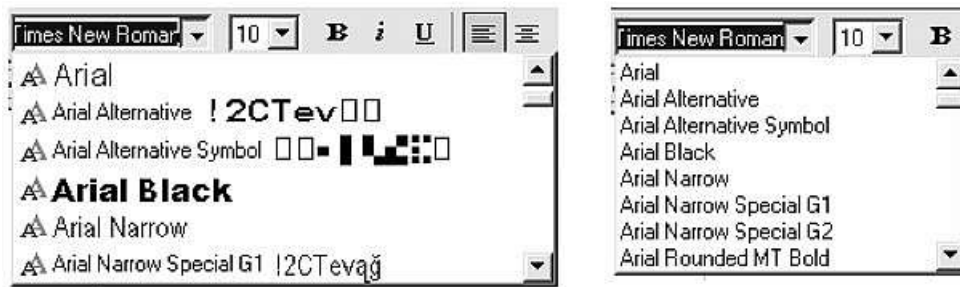 Times New Roman 10 B i U
Arial
Arial Alternative !2CTev
Arial Alternative Symbol
Arial Black
Arial Narrow
Arial Narrow Special G1 !2CTevąğ
Times New Roman 10 B
Arial
Arial Alternative
Arial Alternative Symbol
Arial Black
Arial Narrow
Arial Narrow Special G1
Arial Narrow Special G2
Arial Rounded MT Bold